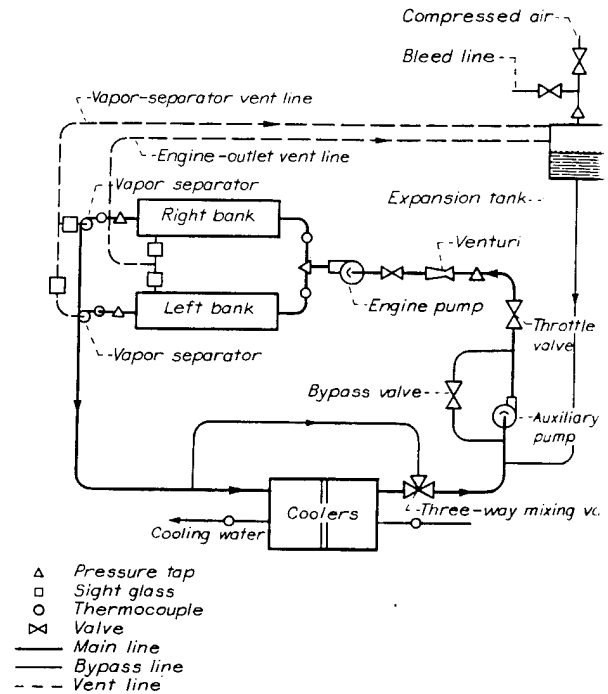 Compressed air
Bleed line
Vapor-separator vent line
Engine-outlet vent line
Vapor separator
Expansion tank
Right bank
Venturi
Engine pump
Left bank
Throttle
valve
Vapor separator
Bypass valve
Auxiliary
pump
Coolers
Three-way mixing va
Cooling water
Pressure tap
Sight glass
Thermocouple
Valve
Main line
Bypass line
Vent line